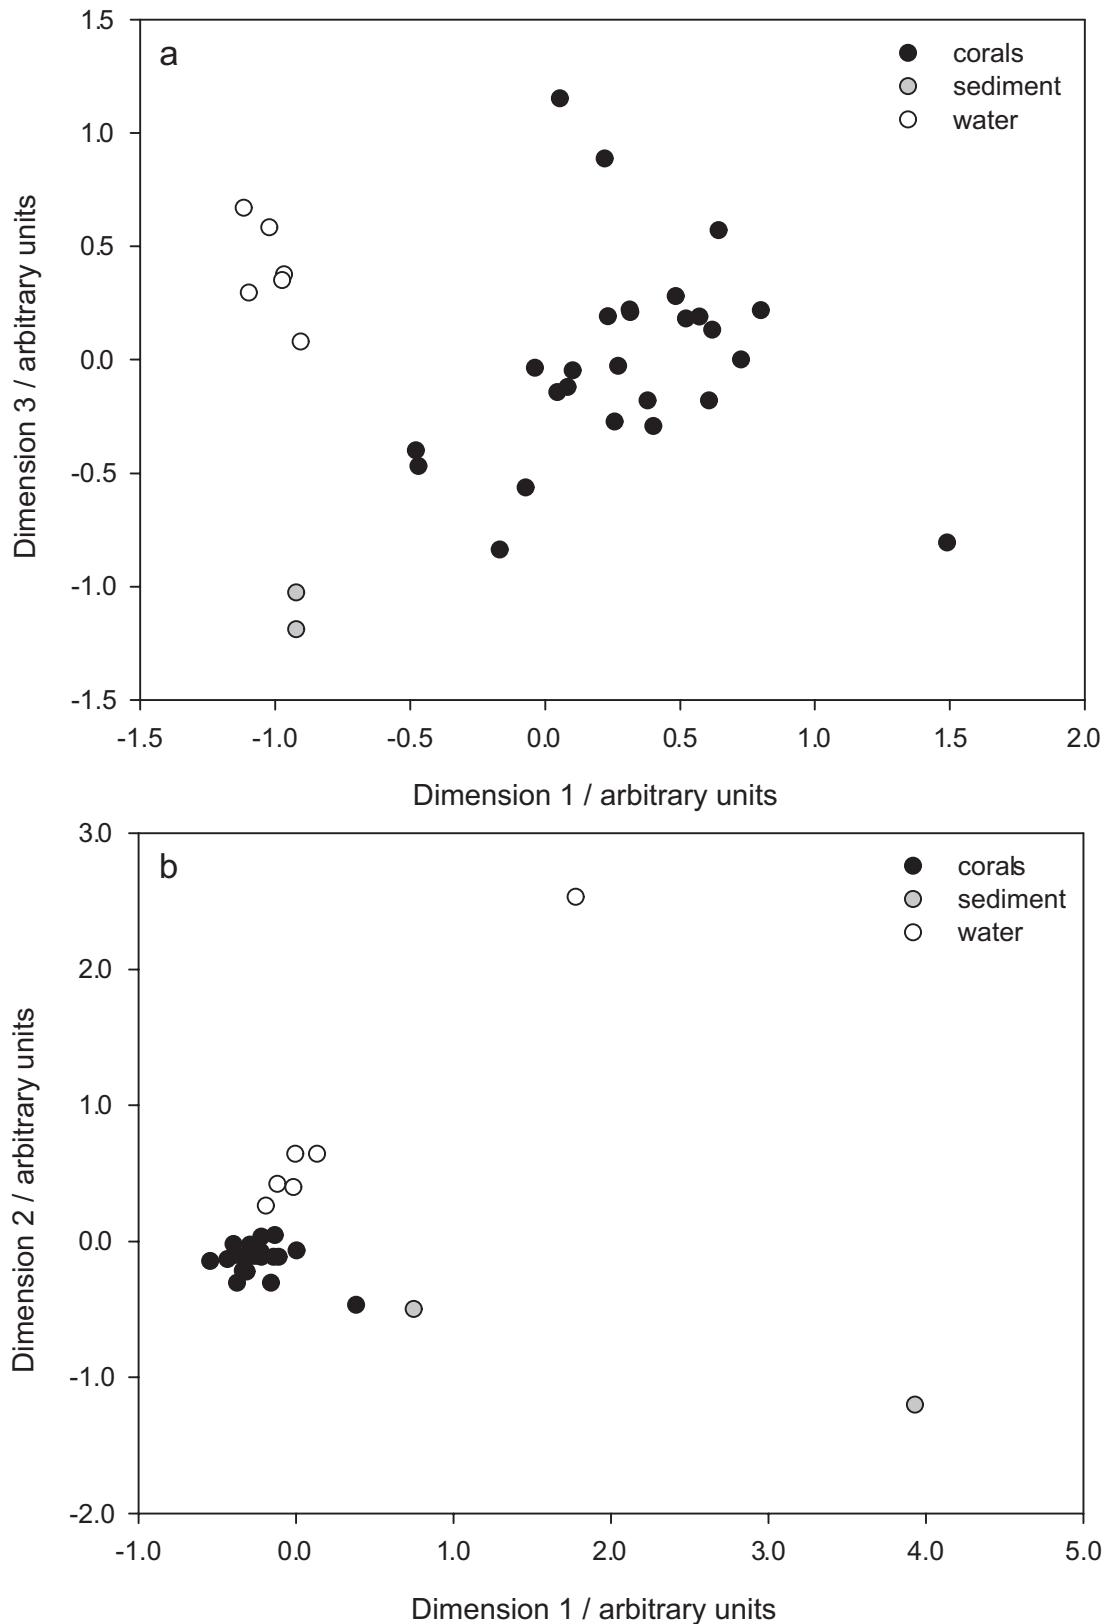 a
corals
sediment
water
1.5
1.0
0.5
0.0
-0.5
-1.0
-1.5
Dimension 3 / arbitrary units
-1.5 -1.0 -0.5 0.0 0.5 1.0 1.5 2.0
Dimension 1 / arbitrary units
b
corals
sediment
water
3.0
2.0
1.0
0.0
-1.0
-2.0
Dimension 2 / arbitrary units
-1.0 0.0 1.0 2.0 3.0 4.0 5.0
Dimension 1 / arbitrary units